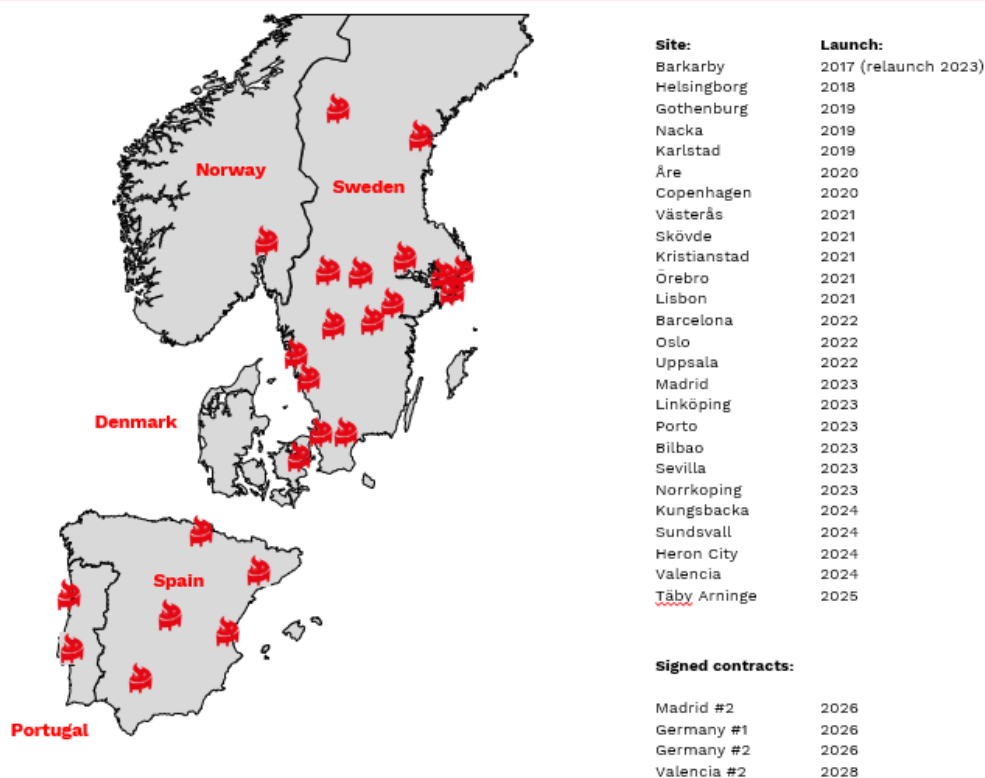 Norway
Sweden
Denmark
Spain
Portugal
Site: Launch:
Barkarby 2017 (relaunch 2023)
Helsingborg 2018
Gothenburg 2019
Nacka 2019
Karlstad 2019
Åre 2020
Copenhagen 2020
Västerås 2021
Skövde 2021
Kristianstad 2021
Örebro 2021
Lisbon 2021
Barcelona 2022
Oslo 2022
Uppsala 2022
Madrid 2023
Linköping 2023
Porto 2023
Bilbao 2023
Sevilla 2023
Norrkoping 2023
Kungsbacka 2024
Sundsvall 2024
Heron City 2024
Valencia 2024
Täby Arninge 2025
Signed contracts:
Madrid #2 2026
Germany #1 2026
Germany #2 2026
Valencia #2 2028